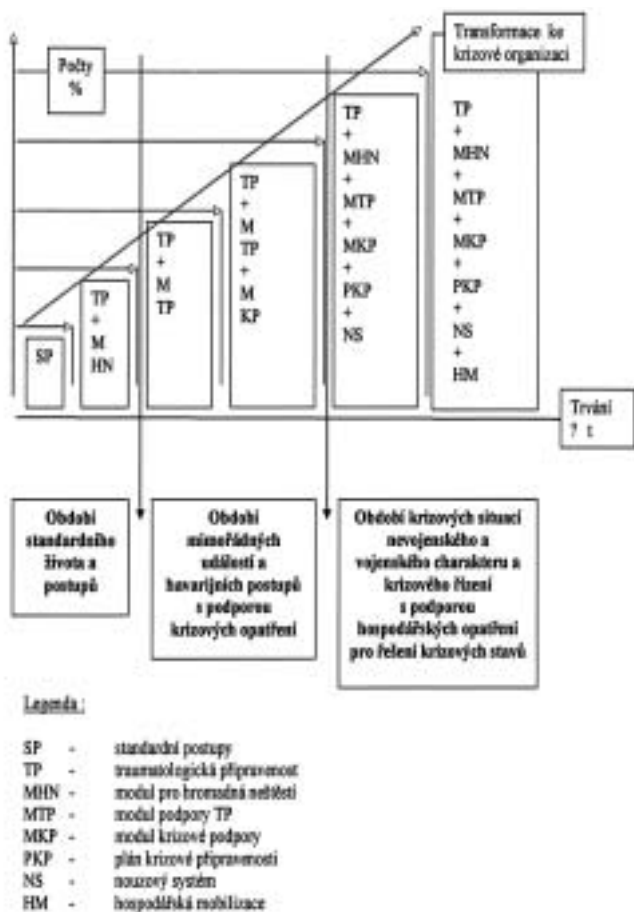 Transformace ke
krizové organizaci
Počty
%
SP
TP
+
M
HN
TP
+
M
TP
TP
+
M
TP
+
M
KP
TP
+
MHN
+
MTP
+
MKP
+
PKP
+
NS
TP
+
MHN
+
MTP
+
MKP
+
PKP
+
NS
+
HM
Trvání
? t
Období
standardního
života a
postupů
Období
mimořádných
událostí a
havarijních postupů
s podporou
krizových opatření
Období krizových situací
nevojenského a
vojenského charakteru a
krizového řízení
s podporou
hospodářských opatření
pro řešení krizových stavů
Legenda :
SP - standardní postupy
TP - traumatologická připravenost
MHN - modul pro hromadná neštěstí
MTP - modul podpory TP
MKP - modul krizové podpory
PKP - plán krizové připravenosti
NS - nouzový systém
HM - hospodářská mobilizace